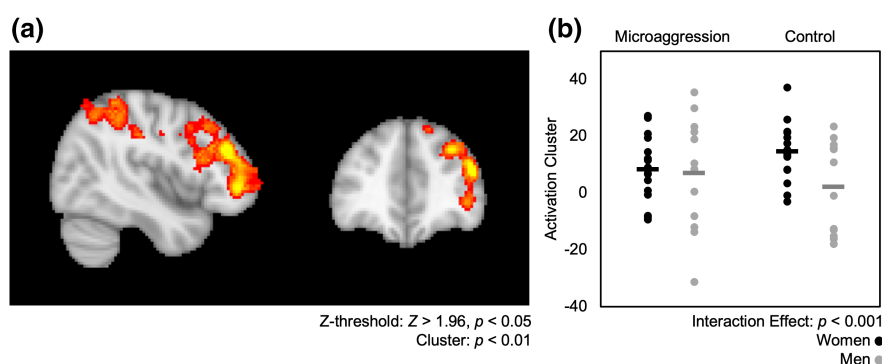 (a)
Z-threshold: Z > 1.96, p < 0.05
Cluster: p < 0.01
(b)
Microaggression Control
Activation Cluster
40
20
0
-20
-40
Interaction Effect: p < 0.001
Women
Men